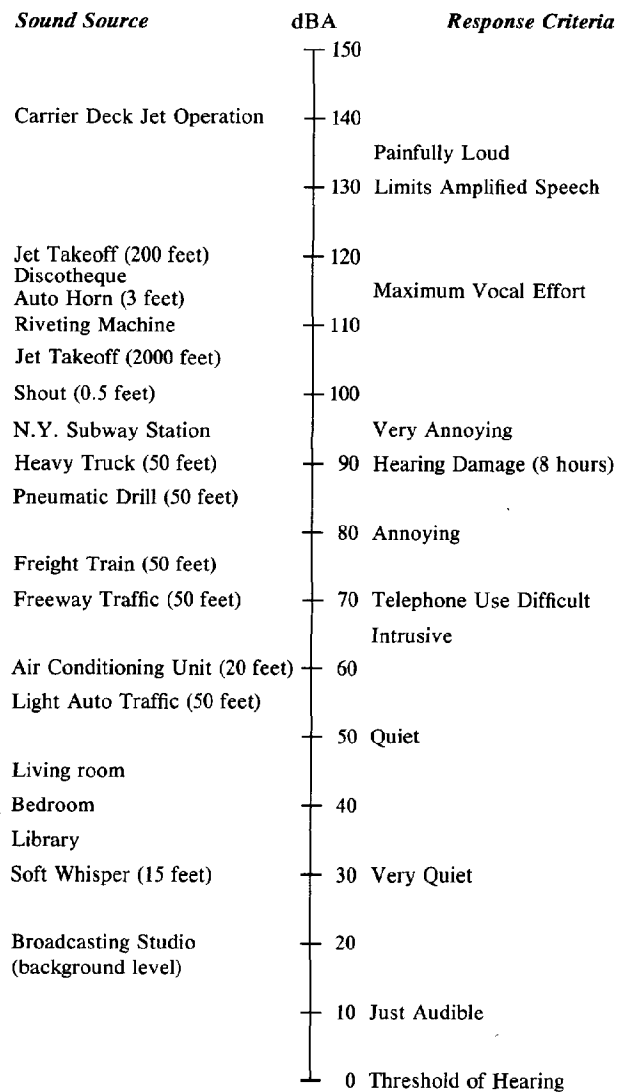 Sound Source dBA Response Criteria
150
Carrier Deck Jet Operation 140
Painfully Loud
130 Limits Amplified Speech
Jet Takeoff (200 feet) 120
Discotheque
Auto Horn (3 feet) Maximum Vocal Effort
Riveting Machine 110
Jet Takeoff (2000 feet)
Shout (0.5 feet) 100
N.Y. Subway Station Very Annoying
Heavy Truck (50 feet) 90 Hearing Damage (8 hours)
Pneumatic Drill (50 feet)
80 Annoying
Freight Train (50 feet)
Freeway Traffic (50 feet) 70 Telephone Use Difficult
Intrusive
Air Conditioning Unit (20 feet) 60
Light Auto Traffic (50 feet)
50 Quiet
Living room
Bedroom 40
Library
Soft Whisper (15 feet) 30 Very Quiet
Broadcasting Studio 20
(background level)
10 Just Audible
0 Threshold of Hearing